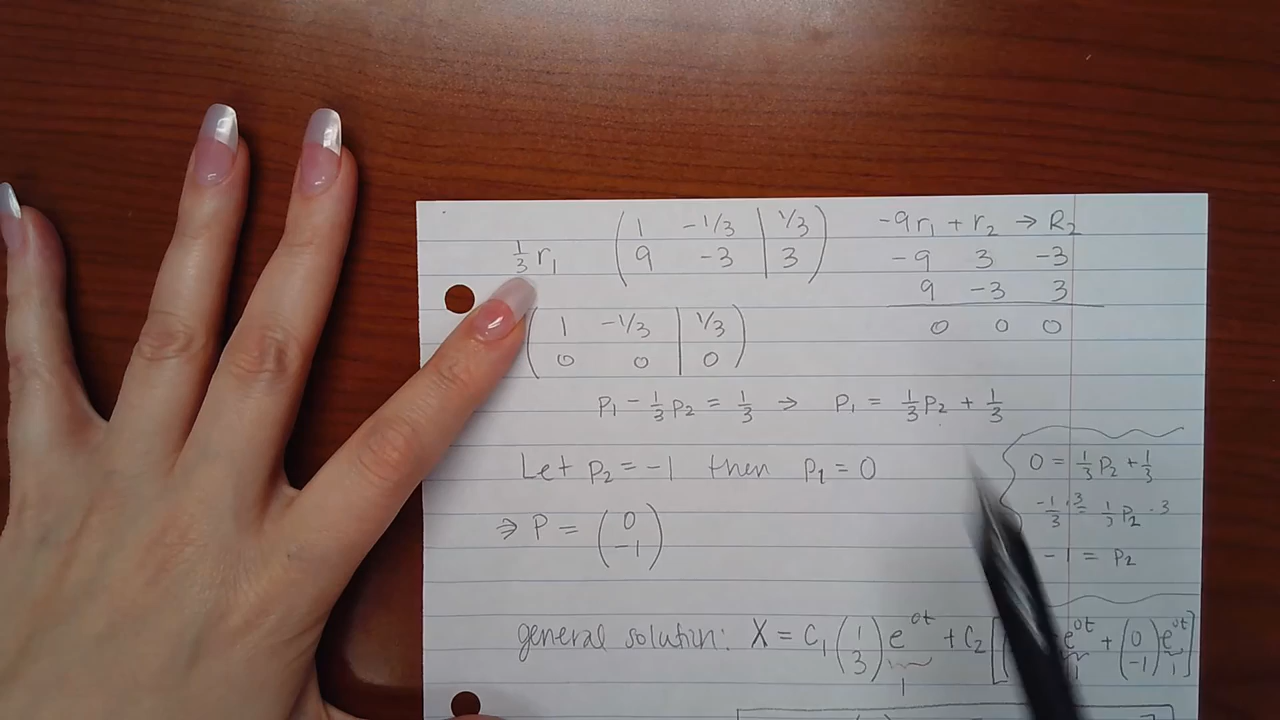 1/3 r₁ ( 1 -1/3 | 1/3 ) -9r₁ + r₂ → R₂
( 9 -3 | 3 ) -9 3 -3
9 -3 3
( 1 -1/3 | 1/3 ) 0 0 0
( 0 0 | 0 )
P₁ - 1/3 P₂ = 1/3 → P₁ = 1/3 P₂ + 1/3
Let P₂ = -1 then P₁ = 0
0 = 1/3 P₂ + 1/3
-1/3 · 3 = 1/3 P₂ · 3
-1 = P₂
⇒ P = ( 0 -1 )
general solution: X = C₁ ( 1 3 ) e^0t + C₂ [ ( e^0t + ( 0 -1 ) e^0t ]
1 1 1